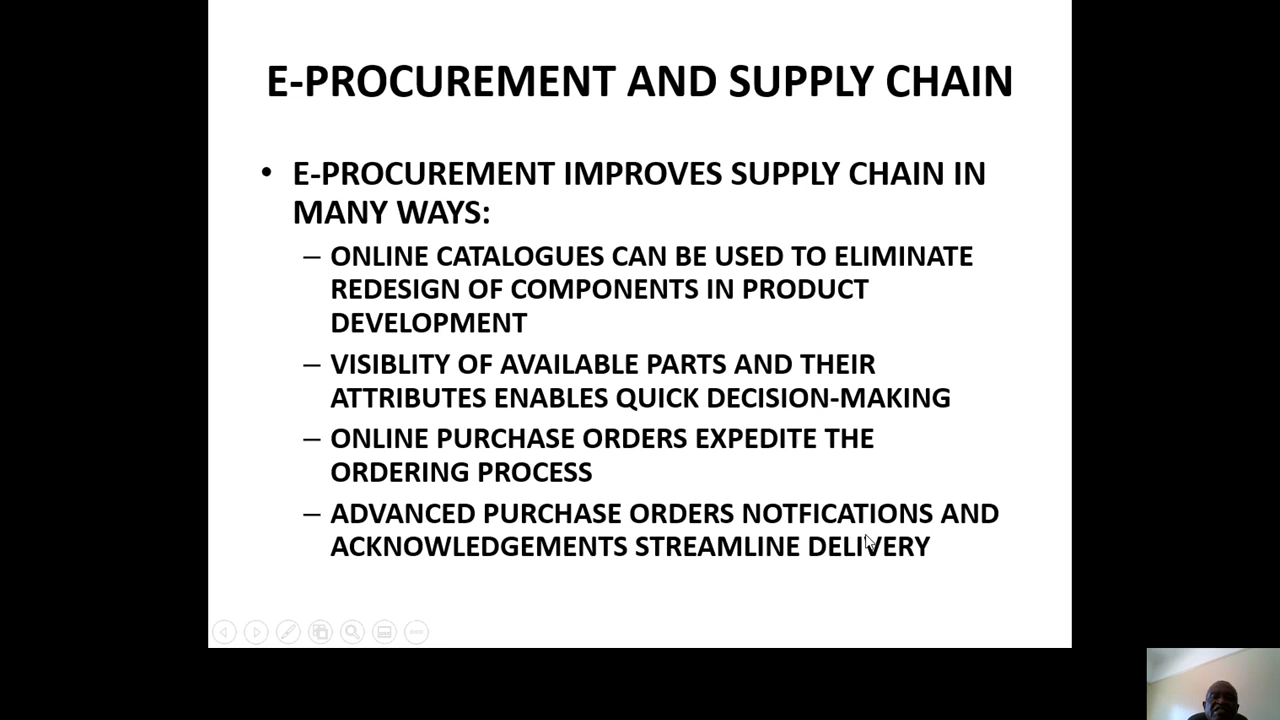 E-PROCUREMENT AND SUPPLY CHAIN
• E-PROCUREMENT IMPROVES SUPPLY CHAIN IN
MANY WAYS:
– ONLINE CATALOGUES CAN BE USED TO ELIMINATE
REDESIGN OF COMPONENTS IN PRODUCT
DEVELOPMENT
– VISIBLITY OF AVAILABLE PARTS AND THEIR
ATTRIBUTES ENABLES QUICK DECISION-MAKING
– ONLINE PURCHASE ORDERS EXPEDITE THE
ORDERING PROCESS
– ADVANCED PURCHASE ORDERS NOTFICATIONS AND
ACKNOWLEDGEMENTS STREAMLINE DELIVERY